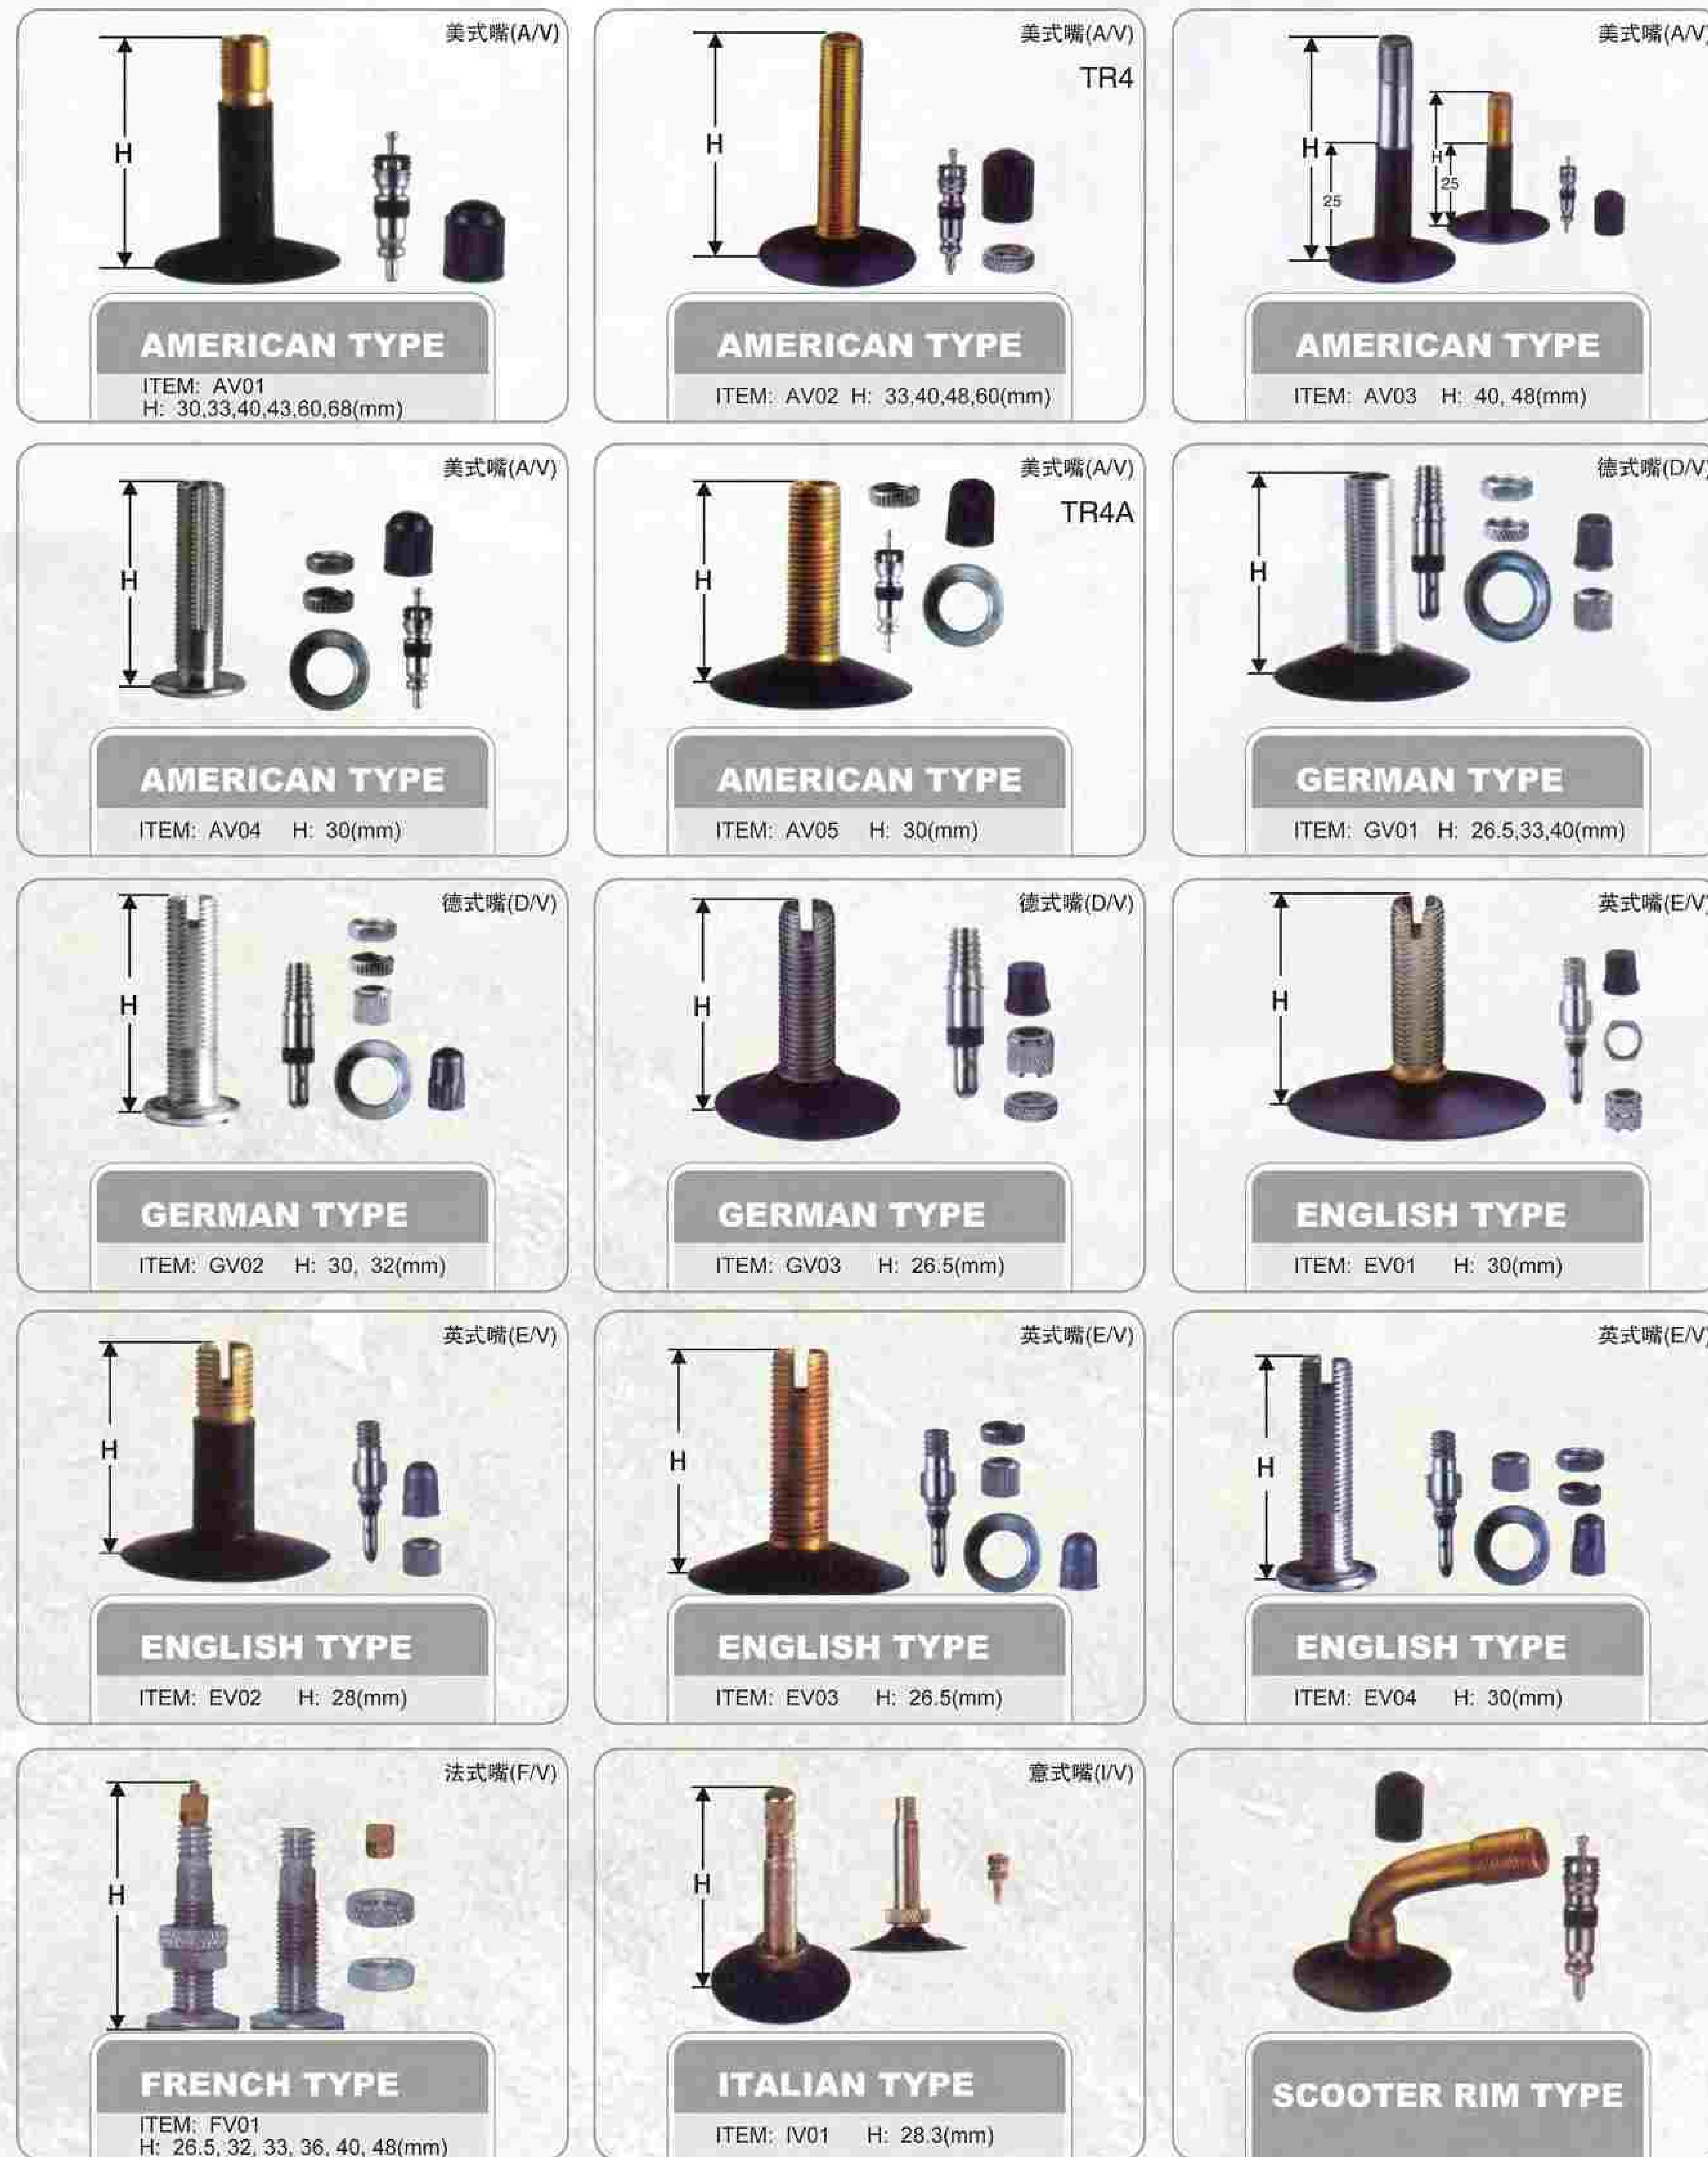 美式嘴(A/V)
H
AMERICAN TYPE
ITEM: AV01
H: 30,33,40,43,60,68(mm)
美式嘴(A/V)
TR4
H
AMERICAN TYPE
ITEM: AV02 H: 33,40,48,60(mm)
美式嘴(A/V)
H
25
H
25
AMERICAN TYPE
ITEM: AV03 H: 40, 48(mm)
美式嘴(A/V)
H
AMERICAN TYPE
ITEM: AV04 H: 30(mm)
美式嘴(A/V)
TR4A
H
AMERICAN TYPE
ITEM: AV05 H: 30(mm)
德式嘴(D/V)
H
GERMAN TYPE
ITEM: GV01 H: 26.5,33,40(mm)
德式嘴(D/V)
H
GERMAN TYPE
ITEM: GV02 H: 30, 32(mm)
德式嘴(D/V)
H
GERMAN TYPE
ITEM: GV03 H: 26.5(mm)
英式嘴(E/V)
H
ENGLISH TYPE
ITEM: EV01 H: 30(mm)
英式嘴(E/V)
H
ENGLISH TYPE
ITEM: EV02 H: 28(mm)
英式嘴(E/V)
H
ENGLISH TYPE
ITEM: EV03 H: 26.5(mm)
英式嘴(E/V)
H
ENGLISH TYPE
ITEM: EV04 H: 30(mm)
法式嘴(F/V)
H
FRENCH TYPE
ITEM: FV01
H: 26.5, 32, 33, 36, 40, 48(mm)
意式嘴(I/V)
H
ITALIAN TYPE
ITEM: IV01 H: 28.3(mm)
SCOOTER RIM TYPE